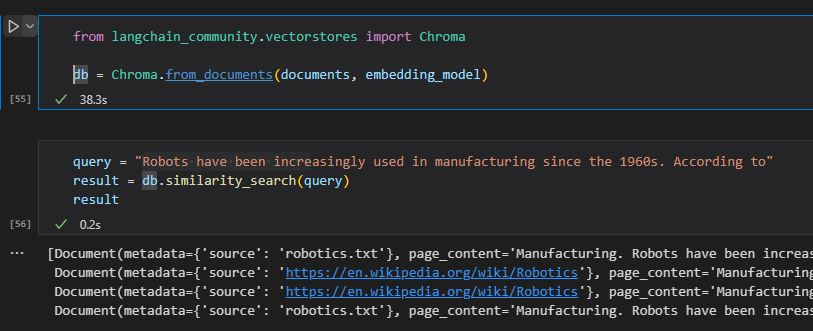 from langchain_community.vectorstores import Chroma
db = Chroma.from_documents(documents, embedding_model)
[55]
38.3s
query = "Robots have been increasingly used in manufacturing since the 1960s. According to"
result = db.similarity_search(query)
result
[56]
0.2s
... [Document(metadata={'source': 'robotics.txt'}, page_content='Manufacturing. Robots have been increas
Document(metadata={'source': 'https://en.wikipedia.org/wiki/Robotics'}, page_content='Manufacturing
Document(metadata={'source': 'https://en.wikipedia.org/wiki/Robotics'}, page_content='Manufacturing
Document(metadata={'source': 'robotics.txt'}, page_content='Manufacturing. Robots have been increas